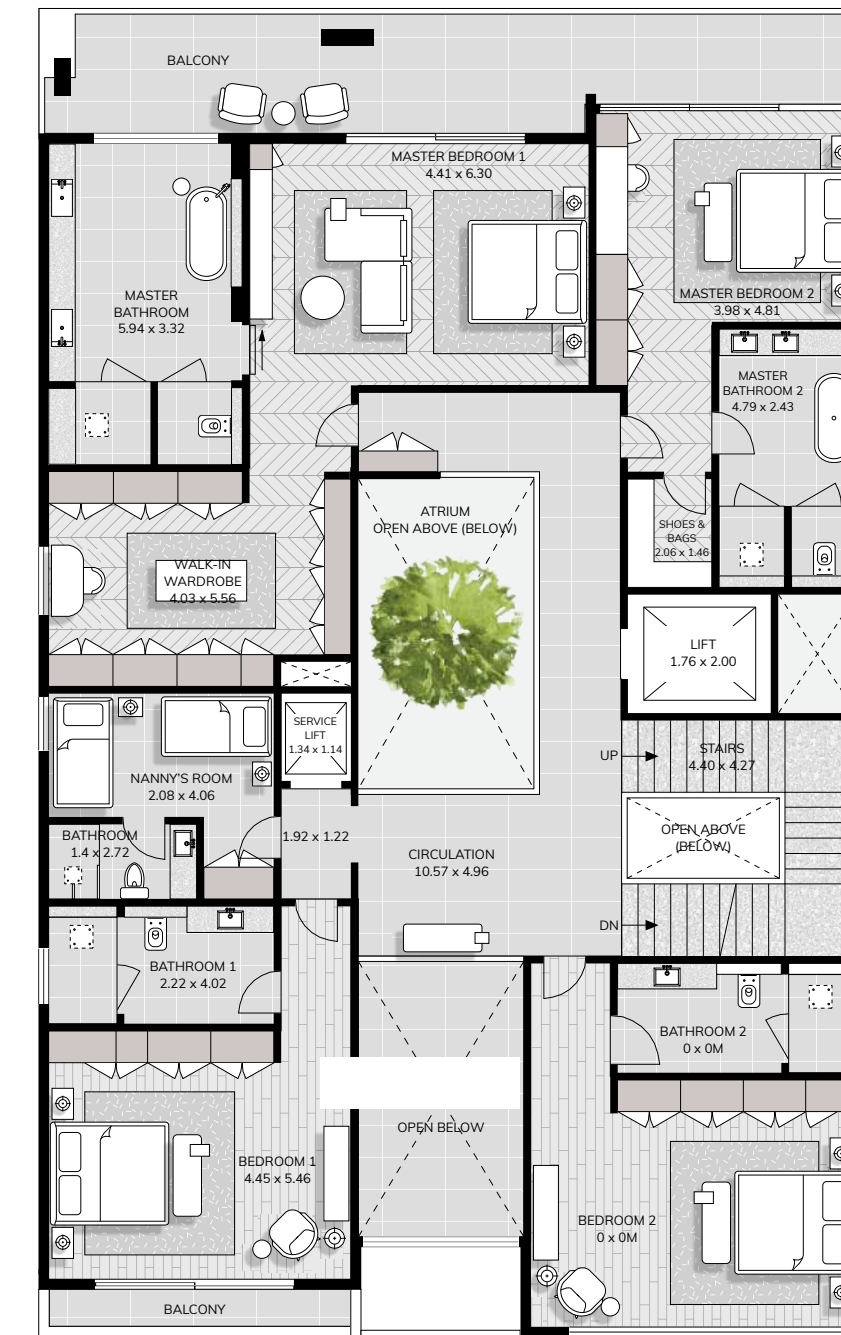 BALCONY
MASTER BEDROOM 1
4.41 x 6.30
MASTER
BATHROOM
5.94 x 3.32
MASTER BEDROOM 2
3.98 x 4.81
MASTER
BATHROOM 2
4.79 x 2.43
ATRIUM
OPEN ABOVE (BELOW)
SHOES &
BAGS
2.06 x 1.46
WALK-IN
WARDROBE
4.03 x 5.56
LIFT
1.76 x 2.00
SERVICE
LIFT
1.34 x 1.14
UP
STAIRS
4.40 x 4.27
NANNY'S ROOM
2.08 x 4.06
BATHROOM
1.4 x 2.72
1.92 x 1.22
OPEN ABOVE
(BELOW)
CIRCULATION
10.57 x 4.96
DN
BATHROOM 1
2.22 x 4.02
BATHROOM 2
0 x 0M
OPEN BELOW
BEDROOM 1
4.45 x 5.46
BEDROOM 2
0 x 0M
BALCONY